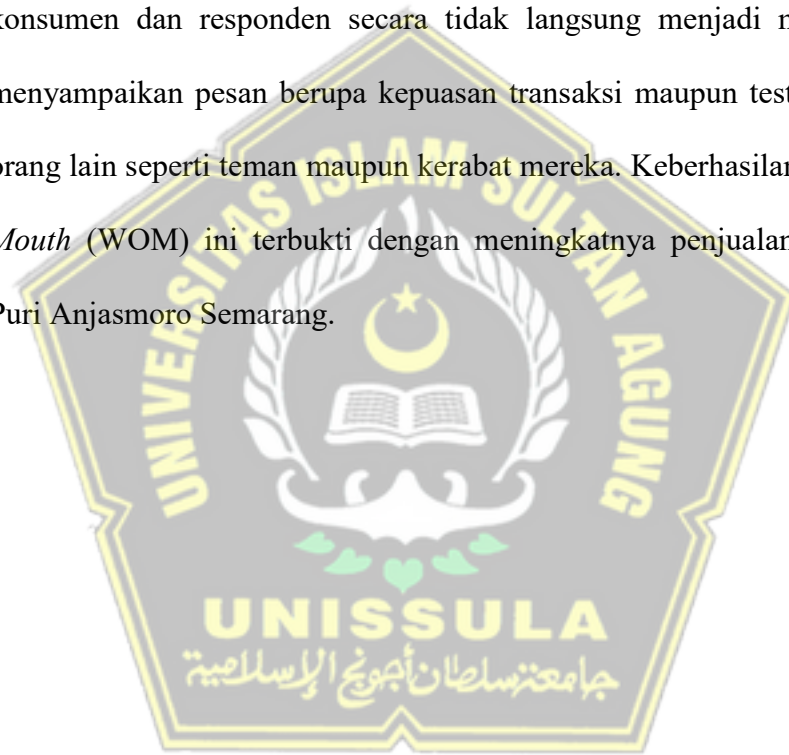 konsumen dan responden secara tidak langsung menjadi
menyampaikan pesan berupa kepuasan transaksi maupun
orang lain seperti teman maupun kerabat mereka. Keberhasilan
Mouth (WOM) ini terbukti dengan meningkatnya penjualan
Puri Anjasmoro Semarang.
UNIVERSITAS ISLAM SULTAN AGUNG
UNISSULA
جامعة سلطان أجونج الإسلامية